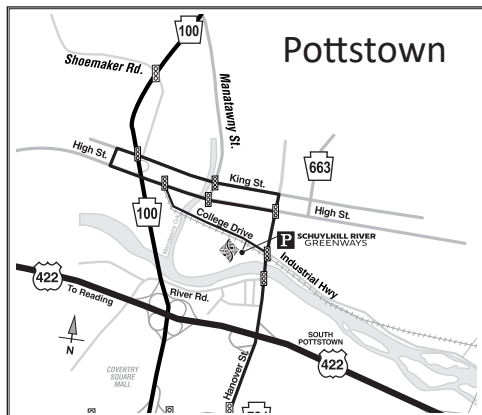 Pottstown
100
Shoemaker Rd.
Manatawny St.
High St.
King St.
663
High St.
100
College Drive
P SCHUYLKILL RIVER
GREENWAYS
Industrial Hwy
422
To Reading
River Rd.
N
SOUTH
POTTSTOWN
422
COVENTRY
SQUARE
MALL
Hanover St.